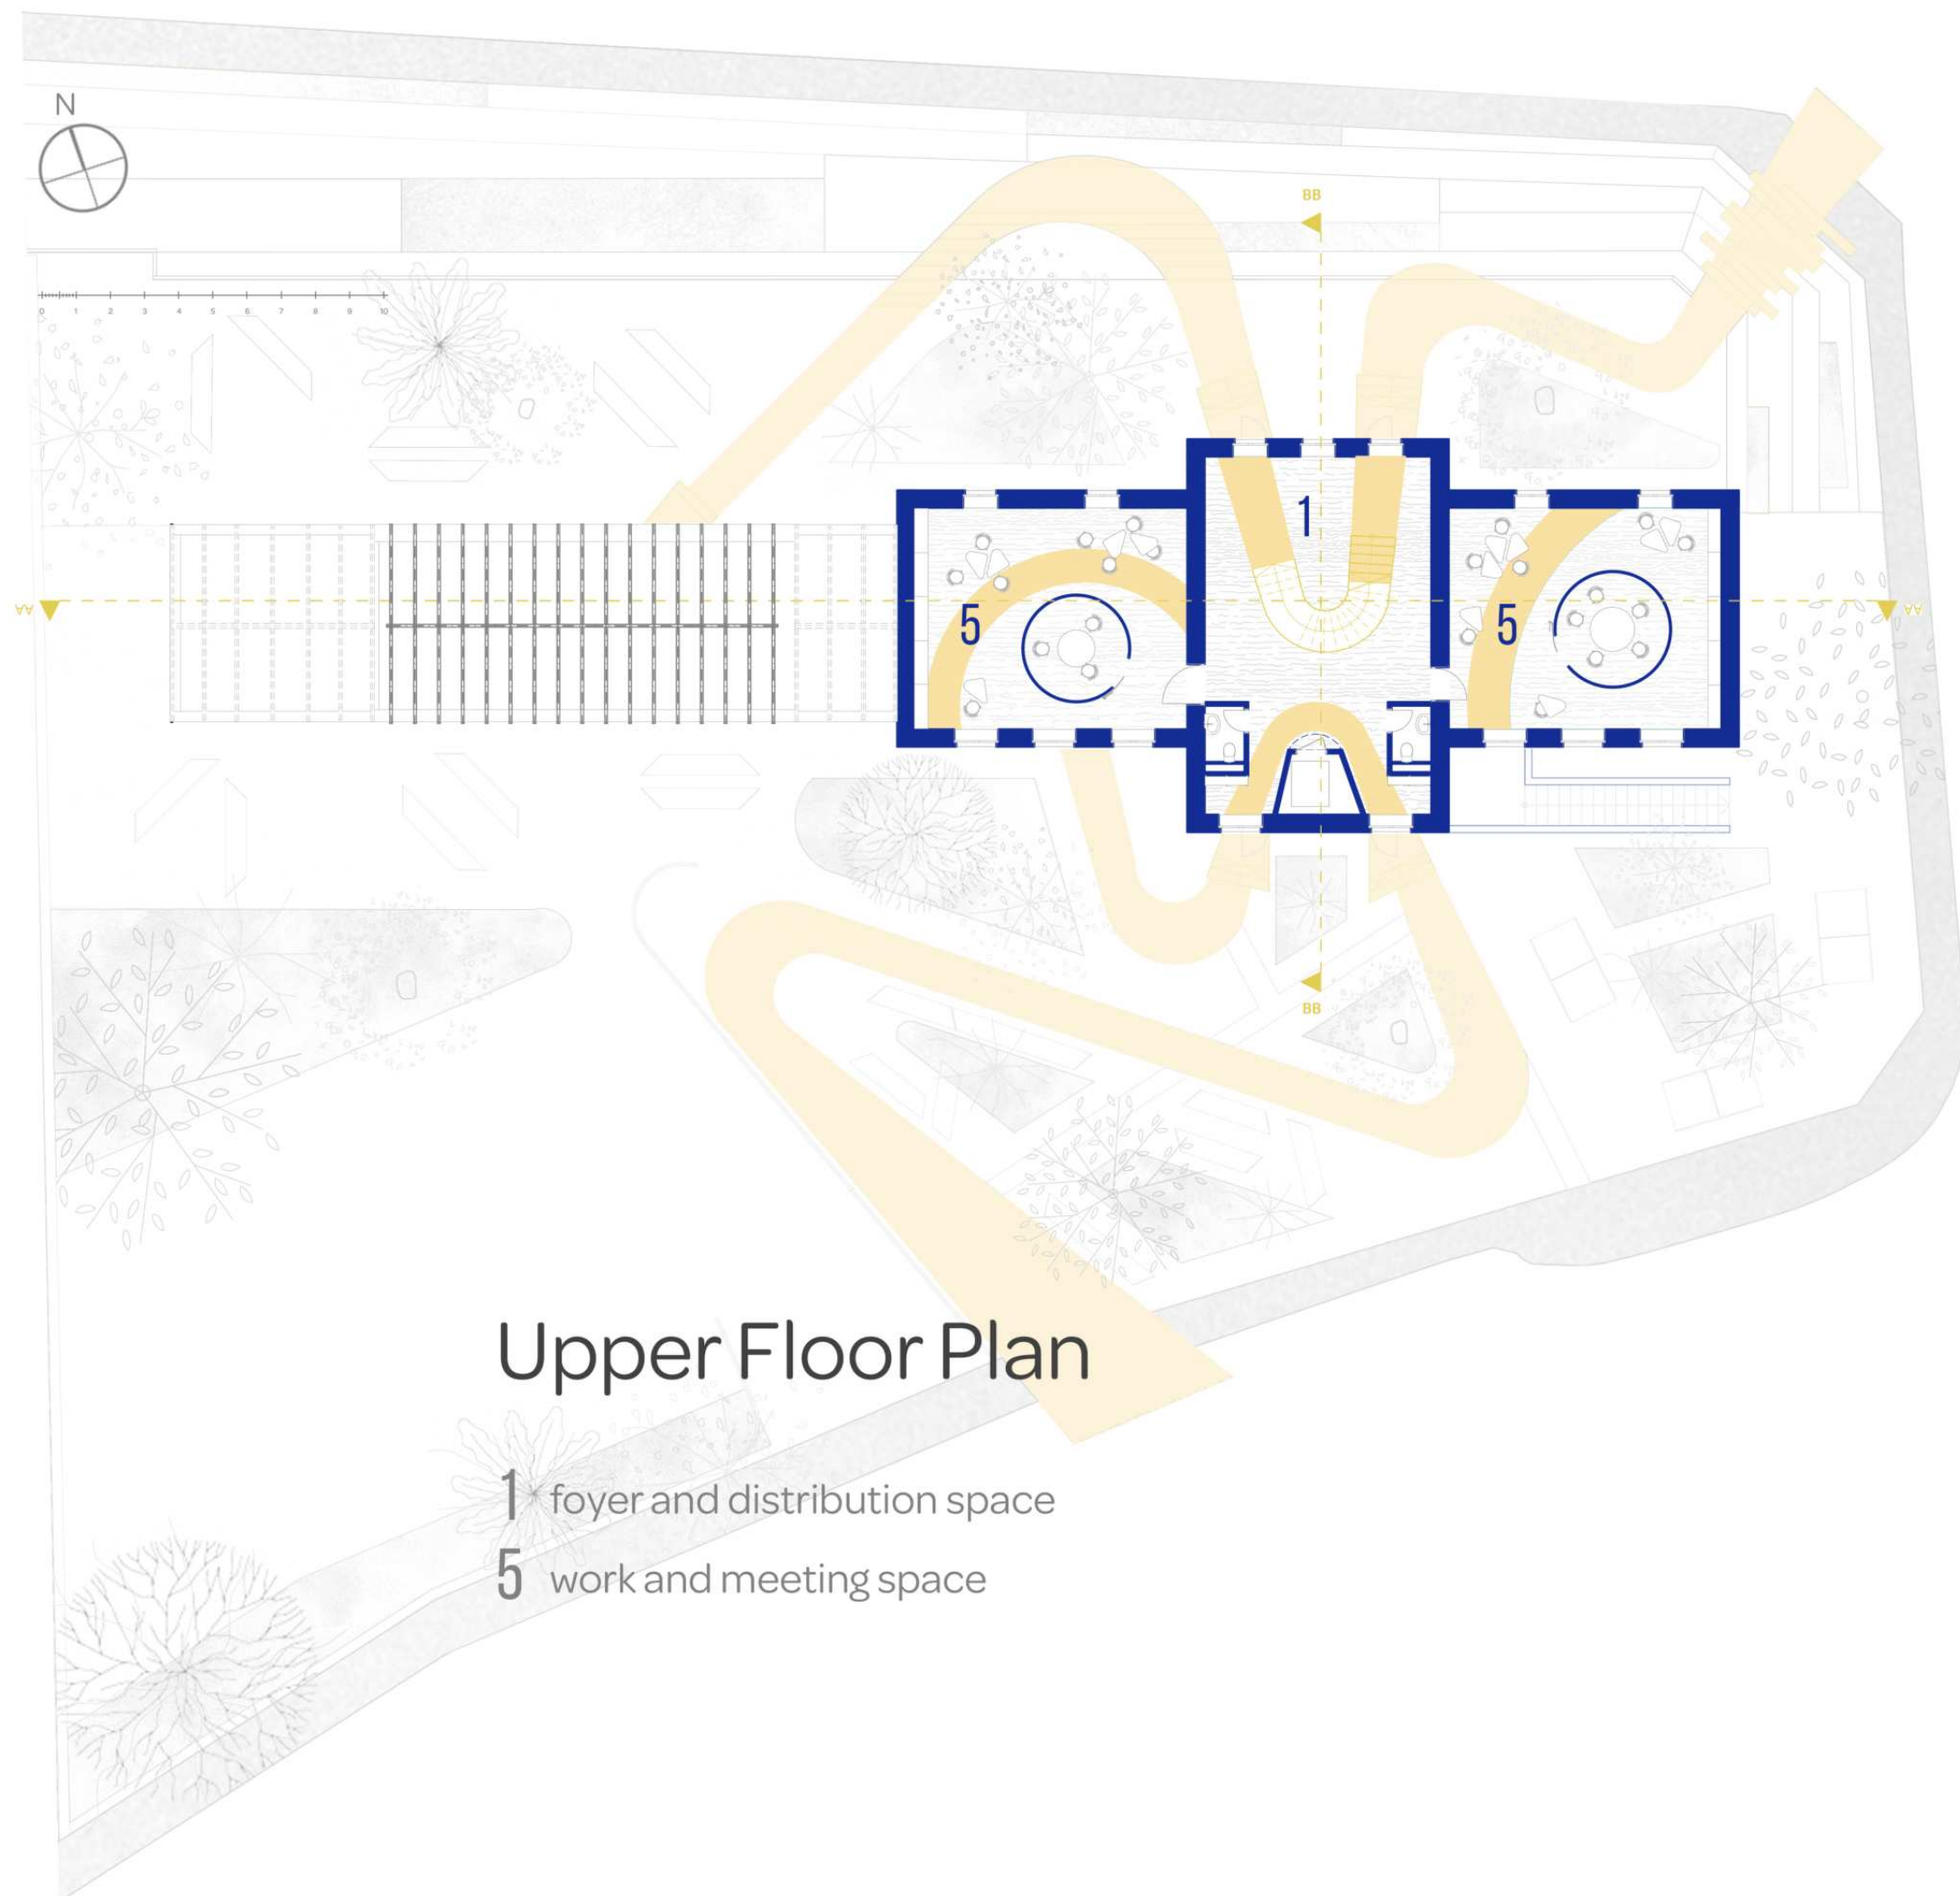 N
BB
0 1 2 3 4 5 6 7 8 9 10
1
5
5
AA
AA
BB
Upper Floor Plan
1 foyer and distribution space
5 work and meeting space